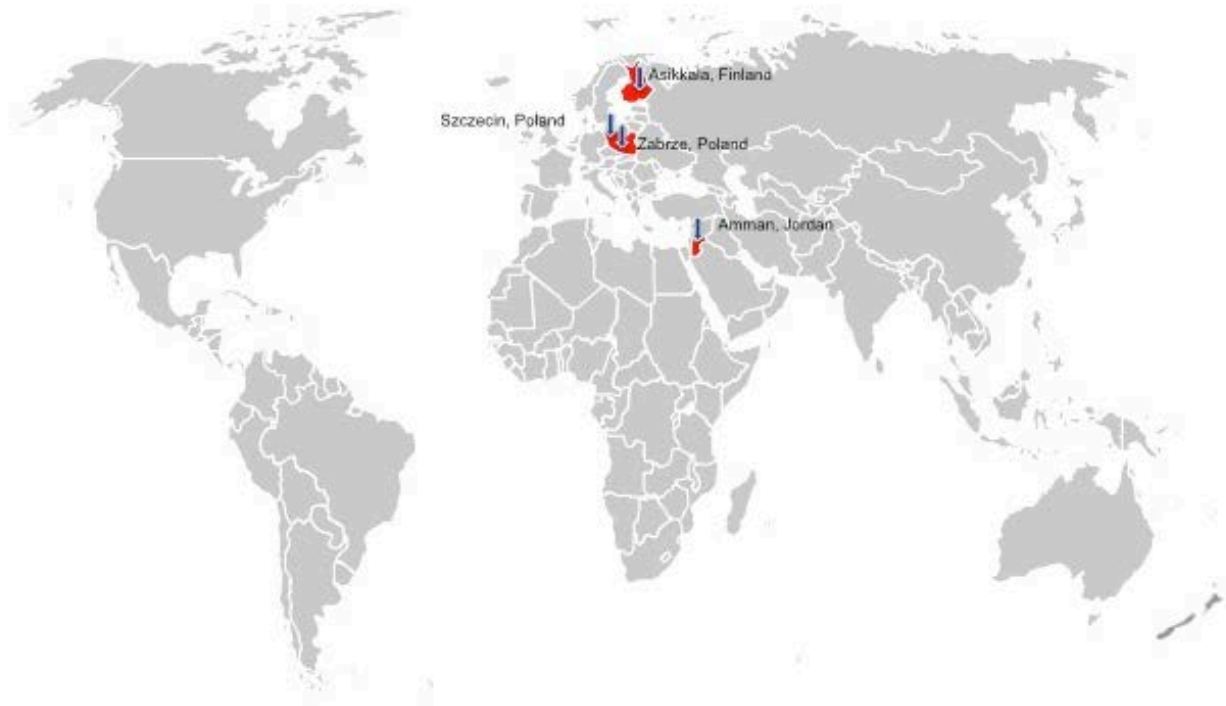 Asikkala, Finland
Szczecin, Poland
Zabrze, Poland
Amman, Jordan